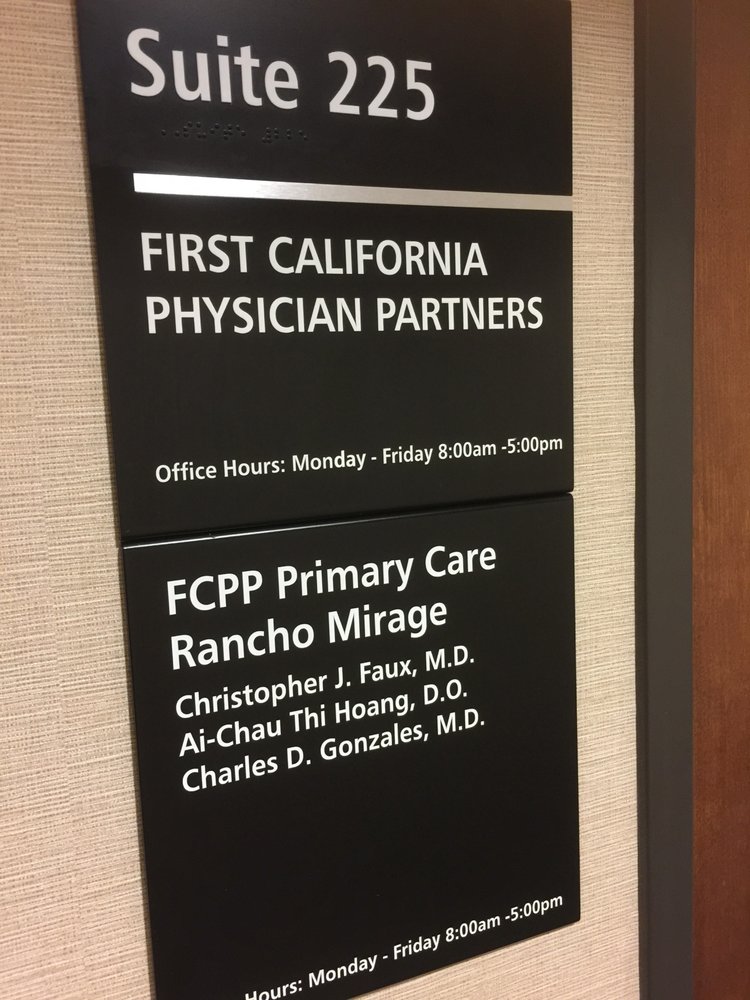 Suite 225
FIRST CALIFORNIA
PHYSICIAN PARTNERS
Office Hours: Monday - Friday 8:00am -5:00pm
FCPP Primary Care
Rancho Mirage
Christopher J. Faux, M.D.
Ai-Chau Thi Hoang, D.O.
Charles D. Gonzales, M.D.
Hours: Monday - Friday 8:00am -5:00pm